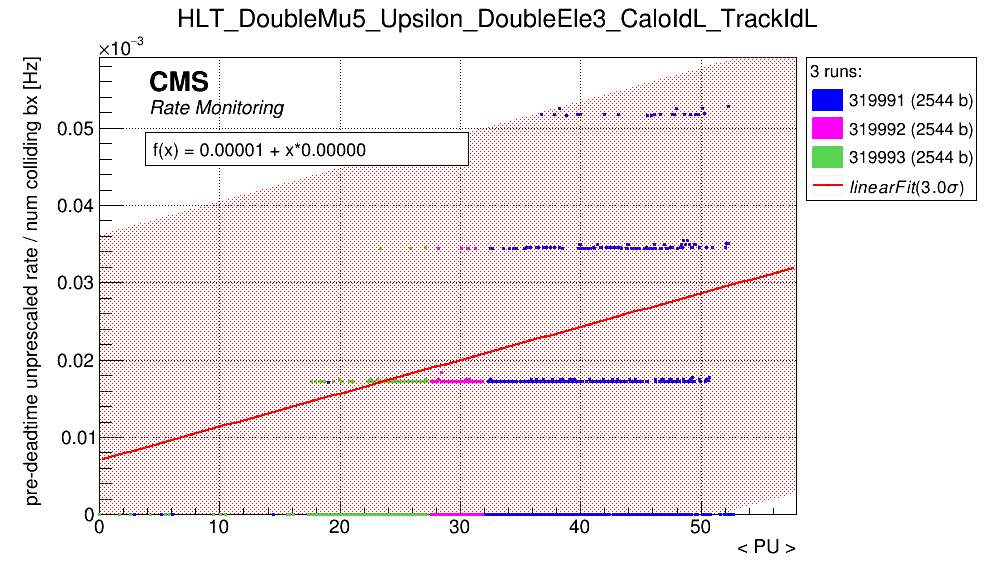 HLT_DoubleMu5_Upsilon_DoubleEle3_CaloIdL_TrackIdL
×10⁻³
pre-deadtime unprescaled rate / num colliding bx [Hz]
CMS
Rate Monitoring
f(x) = 0.00001 + x*0.00000
0.05
0.04
0.03
0.02
0.01
0
0 10 20 30 40 50
< PU >
3 runs:
319991 (2544 b)
319992 (2544 b)
319993 (2544 b)
linearFit(3.0σ)